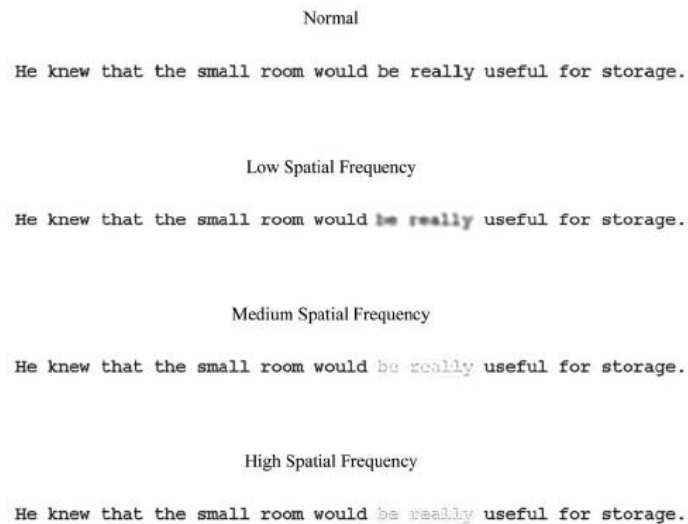 Normal
He knew that the small room would be really useful for storage.
Low Spatial Frequency
He knew that the small room would be really useful for storage.
Medium Spatial Frequency
He knew that the small room would be really useful for storage.
High Spatial Frequency
He knew that the small room would be really useful for storage.